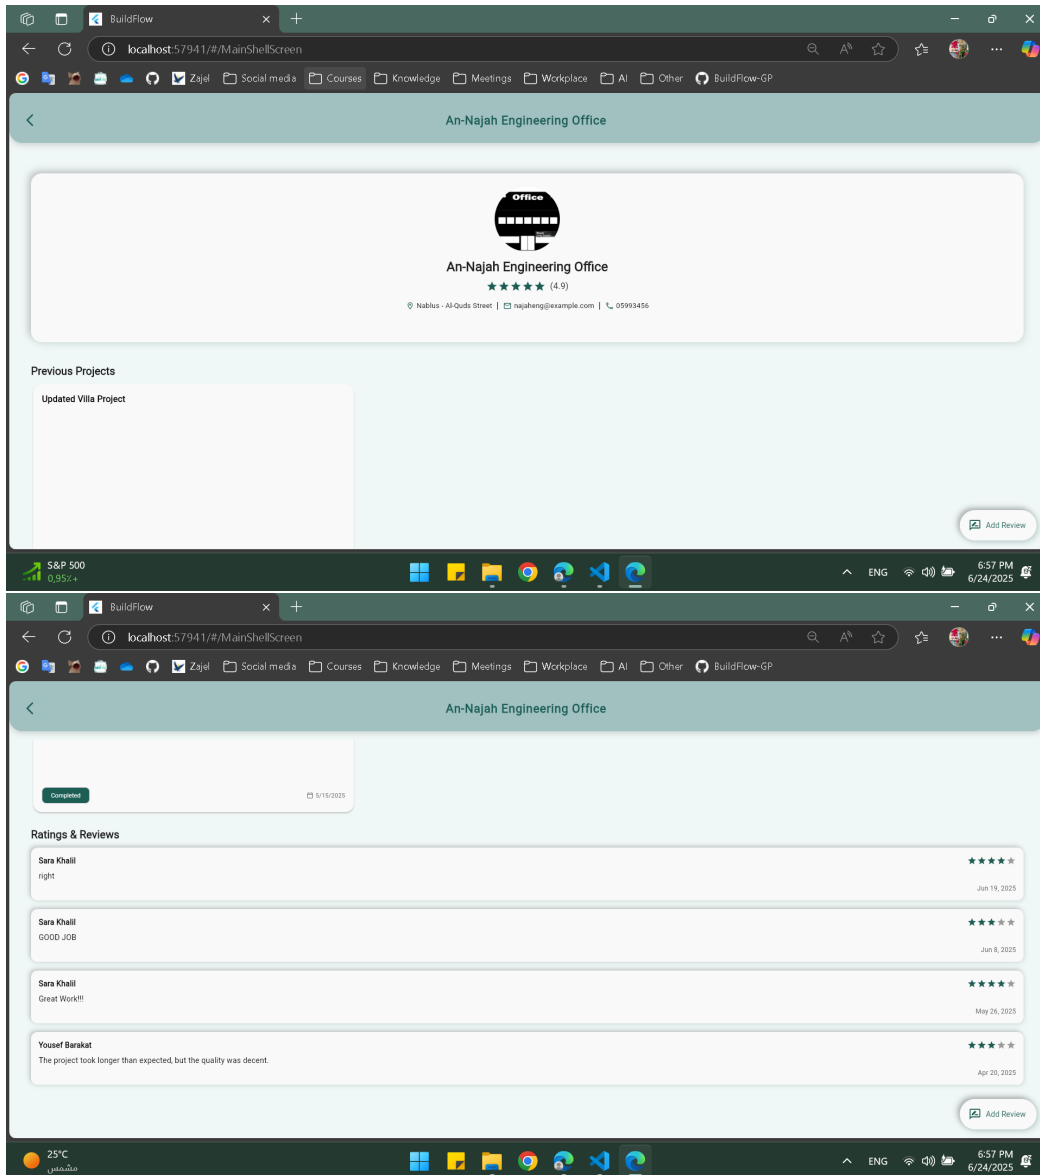 BuildFlow
localhost:57941/#/MainShellScreen
Zajel Social media Courses Knowledge Meetings Workplace AI Other BuildFlow-GP
An-Najah Engineering Office
Office
An-Najah Engineering Office
(4.9)
Nablus - Al-Quds Street | najaheng@example.com | 05993456
Previous Projects
Updated Villa Project
Add Review
S&P 500
0,95%+
ENG
6:57 PM
6/24/2025
BuildFlow
localhost:57941/#/MainShellScreen
Zajel Social media Courses Knowledge Meetings Workplace AI Other BuildFlow-GP
An-Najah Engineering Office
Completed 5/15/2025
Ratings & Reviews
Sara Khalil
right
Jun 19, 2025
Sara Khalil
GOOD JOB
Jun 8, 2025
Sara Khalil
Great Work!!!
May 26, 2025
Yousef Barakat
The project took longer than expected, but the quality was decent.
Apr 20, 2025
Add Review
25°C
مشمس
ENG
6:57 PM
6/24/2025